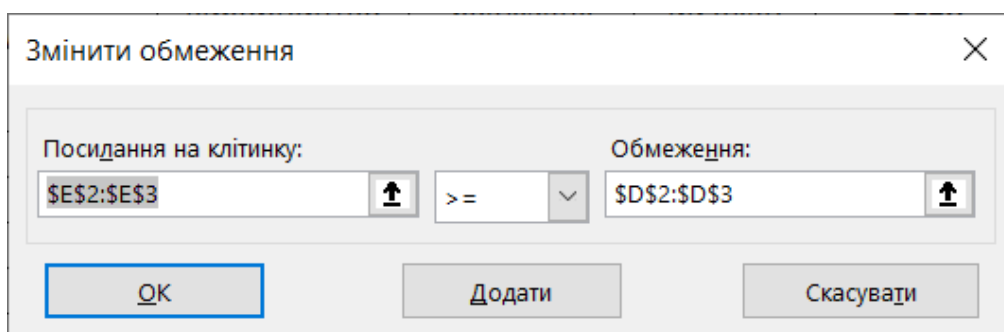 Змінити обмеження
Посилання на клітинку:
Обмеження:
$E$2:$E$3
>=
$D$2:$D$3
OK
Додати
Скасувати